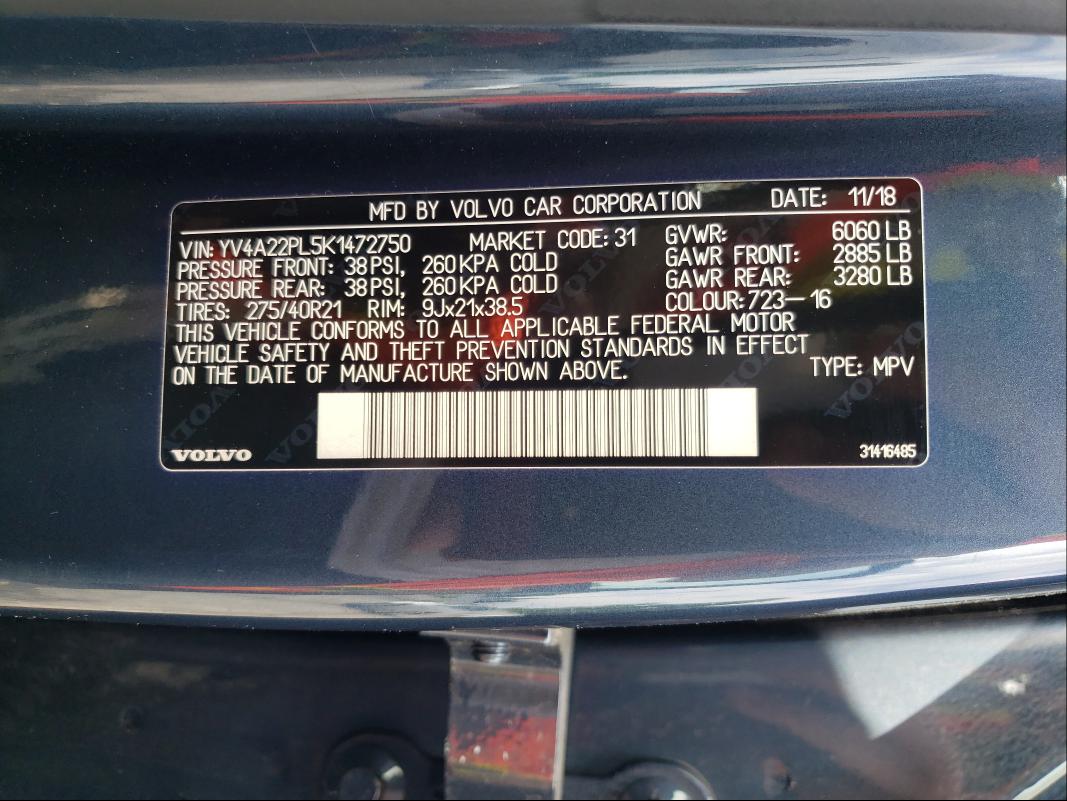 MFD BY VOLVO CAR CORPORATION DATE: 11/18
VIN: YV4A22PL5K1472750 MARKET CODE: 31 GVWR: 6060 LB
PRESSURE FRONT: 38 PSI, 260 KPA COLD GAWR FRONT: 2885 LB
PRESSURE REAR: 38 PSI, 260 KPA COLD GAWR REAR: 3280 LB
TIRES: 275/40R21 RIM: 9Jx21x38.5 COLOUR: 723-16
THIS VEHICLE CONFORMS TO ALL APPLICABLE FEDERAL MOTOR
VEHICLE SAFETY AND THEFT PREVENTION STANDARDS IN EFFECT
ON THE DATE OF MANUFACTURE SHOWN ABOVE. TYPE: MPV
VOLVO 31416485